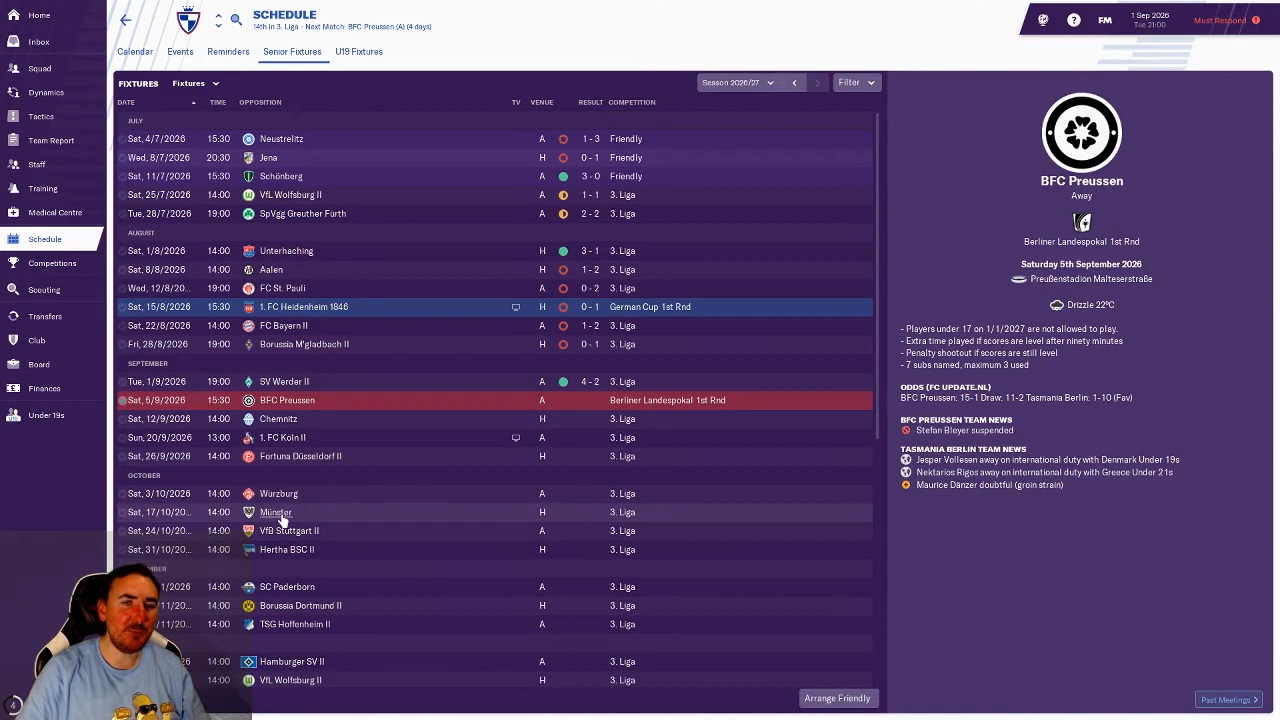 Home
Inbox
Squad
Dynamics
Tactics
Team Report
Staff
Training
Medical Centre
Schedule
Competitions
Scouting
Transfers
Club
Board
Finances
Under 19s
4
SCHEDULE
14th in 3. Liga - Next Match: BFC Preussen (A) (4 days)
FM
1 Sep 2026
Tue 21:00
Must Respond
Calendar Events Reminders Senior Fixtures U19 Fixtures
FIXTURES Fixtures Season 2026/27 Filter
DATE TIME OPPOSITION TV VENUE RESULT COMPETITION
JULY
Sat, 4/7/2026 15:30 Neustrelitz A 1 - 3 Friendly
Wed, 8/7/2026 20:30 Jena H 0 - 1 Friendly
Sat, 11/7/2026 15:30 Schönberg A 3 - 0 Friendly
Sat, 25/7/2026 14:00 VfL Wolfsburg II A 1 - 1 3. Liga
Tue, 28/7/2026 19:00 SpVgg Greuther Fürth A 2 - 2 3. Liga
AUGUST
Sat, 1/8/2026 14:00 Unterhaching H 3 - 1 3. Liga
Sat, 8/8/2026 14:00 Aalen H 1 - 2 3. Liga
Wed, 12/8/20... 19:00 FC St. Pauli A 0 - 2 3. Liga
Sat, 15/8/2026 15:30 1. FC Heidenheim 1846 H 0 - 1 German Cup 1st Rnd
Sat, 22/8/2026 14:00 FC Bayern II A 1 - 2 3. Liga
Fri, 28/8/2026 19:00 Borussia M'gladbach II H 0 - 1 3. Liga
SEPTEMBER
Tue, 1/9/2026 19:00 SV Werder II A 4 - 2 3. Liga
Sat, 5/9/2026 15:30 BFC Preussen A Berliner Landespokal 1st Rnd
Sat, 12/9/2026 14:00 Chemnitz H 3. Liga
Sun, 20/9/2026 13:00 1. FC Köln II A 3. Liga
Sat, 26/9/2026 14:00 Fortuna Düsseldorf II H 3. Liga
OCTOBER
Sat, 3/10/2026 14:00 Würzburg A 3. Liga
Sat, 17/10/20... 14:00 Münster H 3. Liga
Sat, 24/10/20... 14:00 VfB Stuttgart II A 3. Liga
Sat, 31/10/20... 14:00 Hertha BSC II H 3. Liga
14:00 SC Paderborn A 3. Liga
14:00 Borussia Dortmund II H 3. Liga
14:00 TSG Hoffenheim II A 3. Liga
14:00 Hamburger SV II A 3. Liga
14:00 VfL Wolfsburg II H 3. Liga
Arrange Friendly
BFC Preussen
Away
Berliner Landespokal 1st Rnd
Saturday 5th September 2026
Preußenstadion Malteserstraße
Drizzle 22°C
- Players under 17 on 1/1/2027 are not allowed to play.
- Extra time played if scores are level after ninety minutes
- Penalty shootout if scores are still level
- 7 subs named, maximum 3 used
ODDS (FC UPDATE.NL)
BFC Preussen: 15-1 Draw: 11-2 Tasmania Berlin: 1-10 (Fav)
BFC PREUSSEN TEAM NEWS
Stefan Bleyer suspended
TASMANIA BERLIN TEAM NEWS
Jesper Vollesen away on international duty with Denmark Under 19s
Nektarios Rigos away on international duty with Greece Under 21s
Maurice Dänzer doubtful (groin strain)
Past Meetings